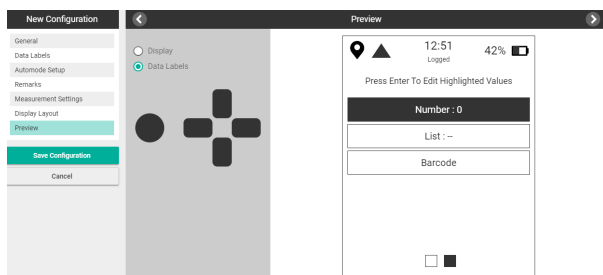 New Configuration
Preview
General
Data Labels
Automode Setup
Remarks
Measurement Settings
Display Layout
Preview
Save Configuration
Cancel
Display
Data Labels
12:51
42%
Logged
Press Enter To Edit Highlighted Values
Number : 0
List : --
Barcode